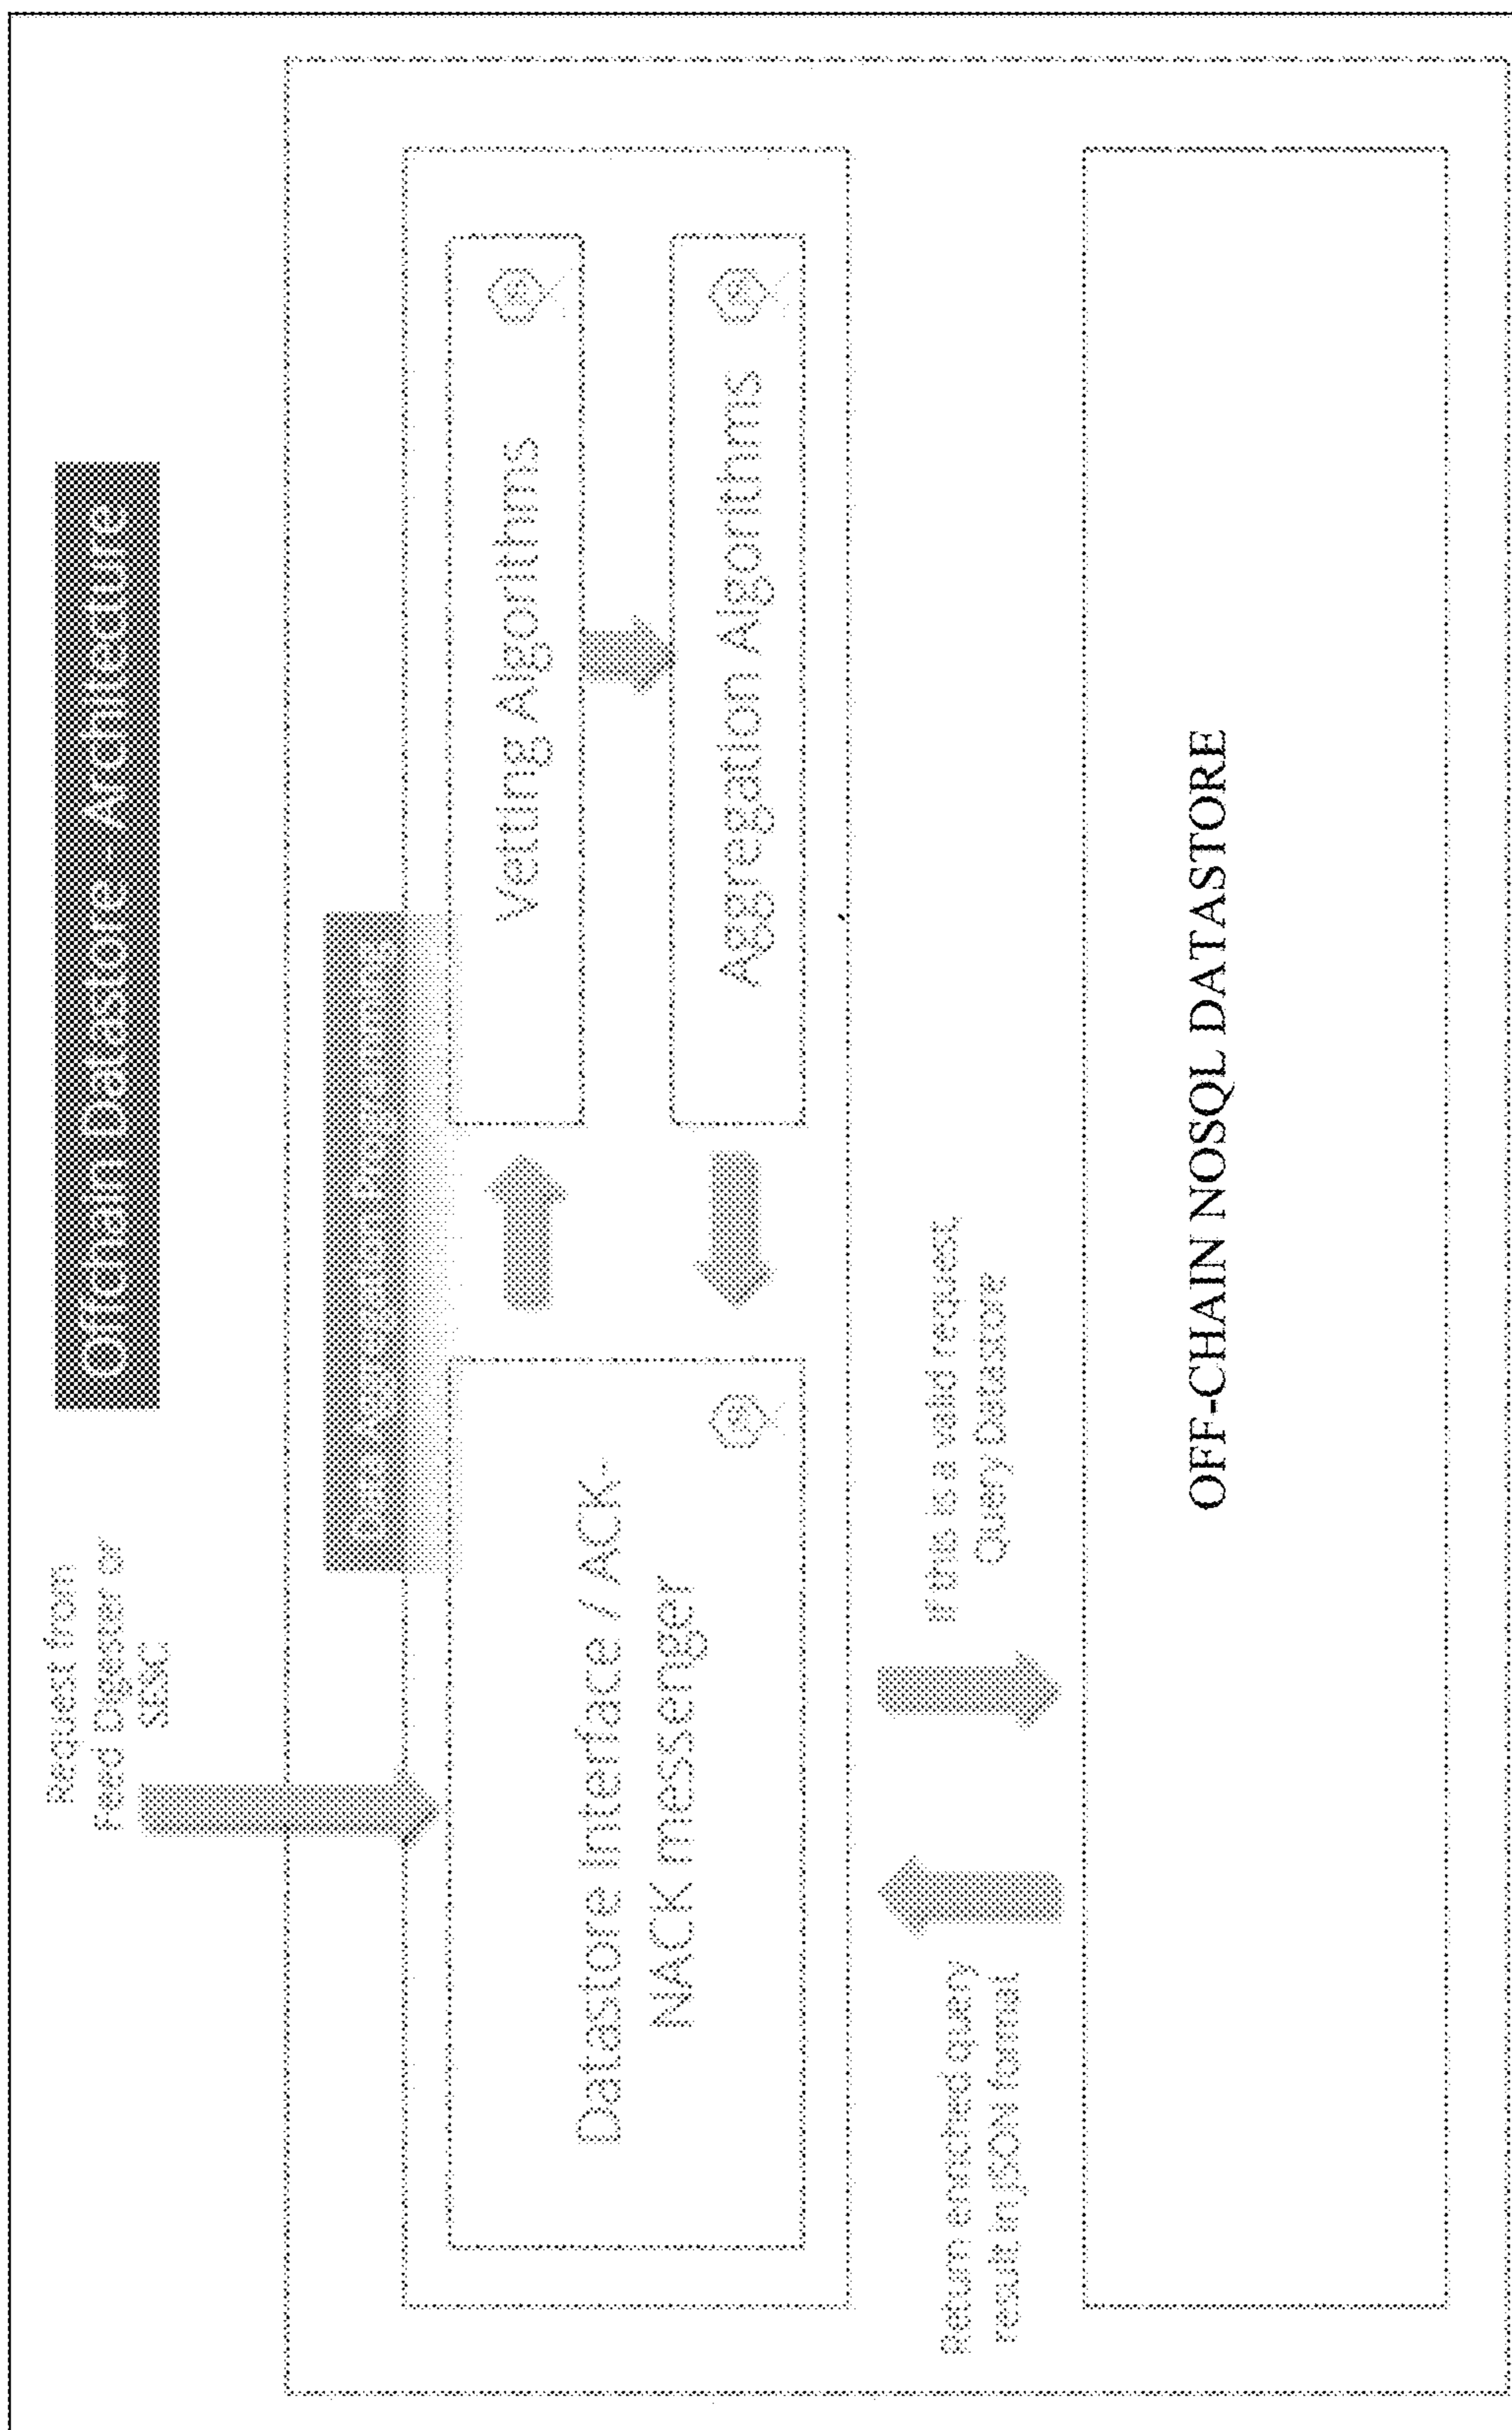 Offchain Datastore - Architecture
Request from
Feed Digester or
SESC
Vetting Algorithms
Datastore Interface / ACK-
NACK messenger
Aggregation Algorithms
If this is a valid request,
Query Datastore
Return enriched query
result in JSON format
OFF-CHAIN NOSQL DATASTORE